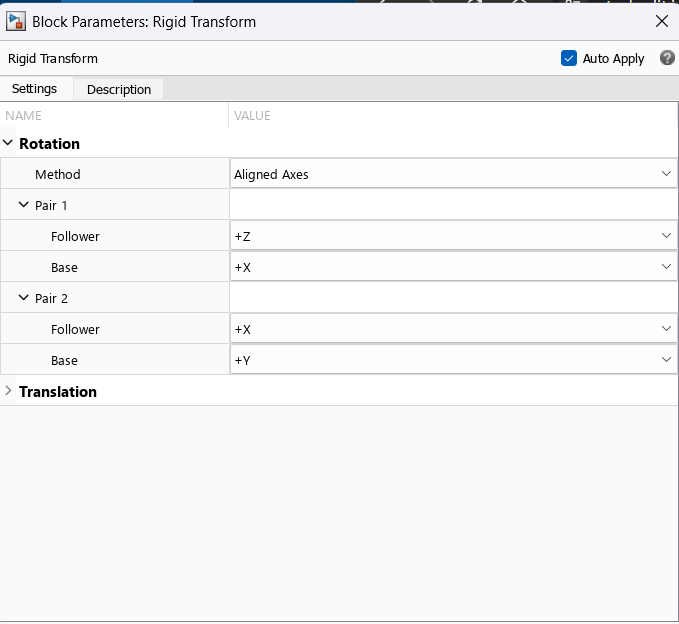 Block Parameters: Rigid Transform
Rigid Transform
Auto Apply
Settings
Description
NAME VALUE
Rotation
Method Aligned Axes
Pair 1
Follower +Z
Base +X
Pair 2
Follower +X
Base +Y
Translation